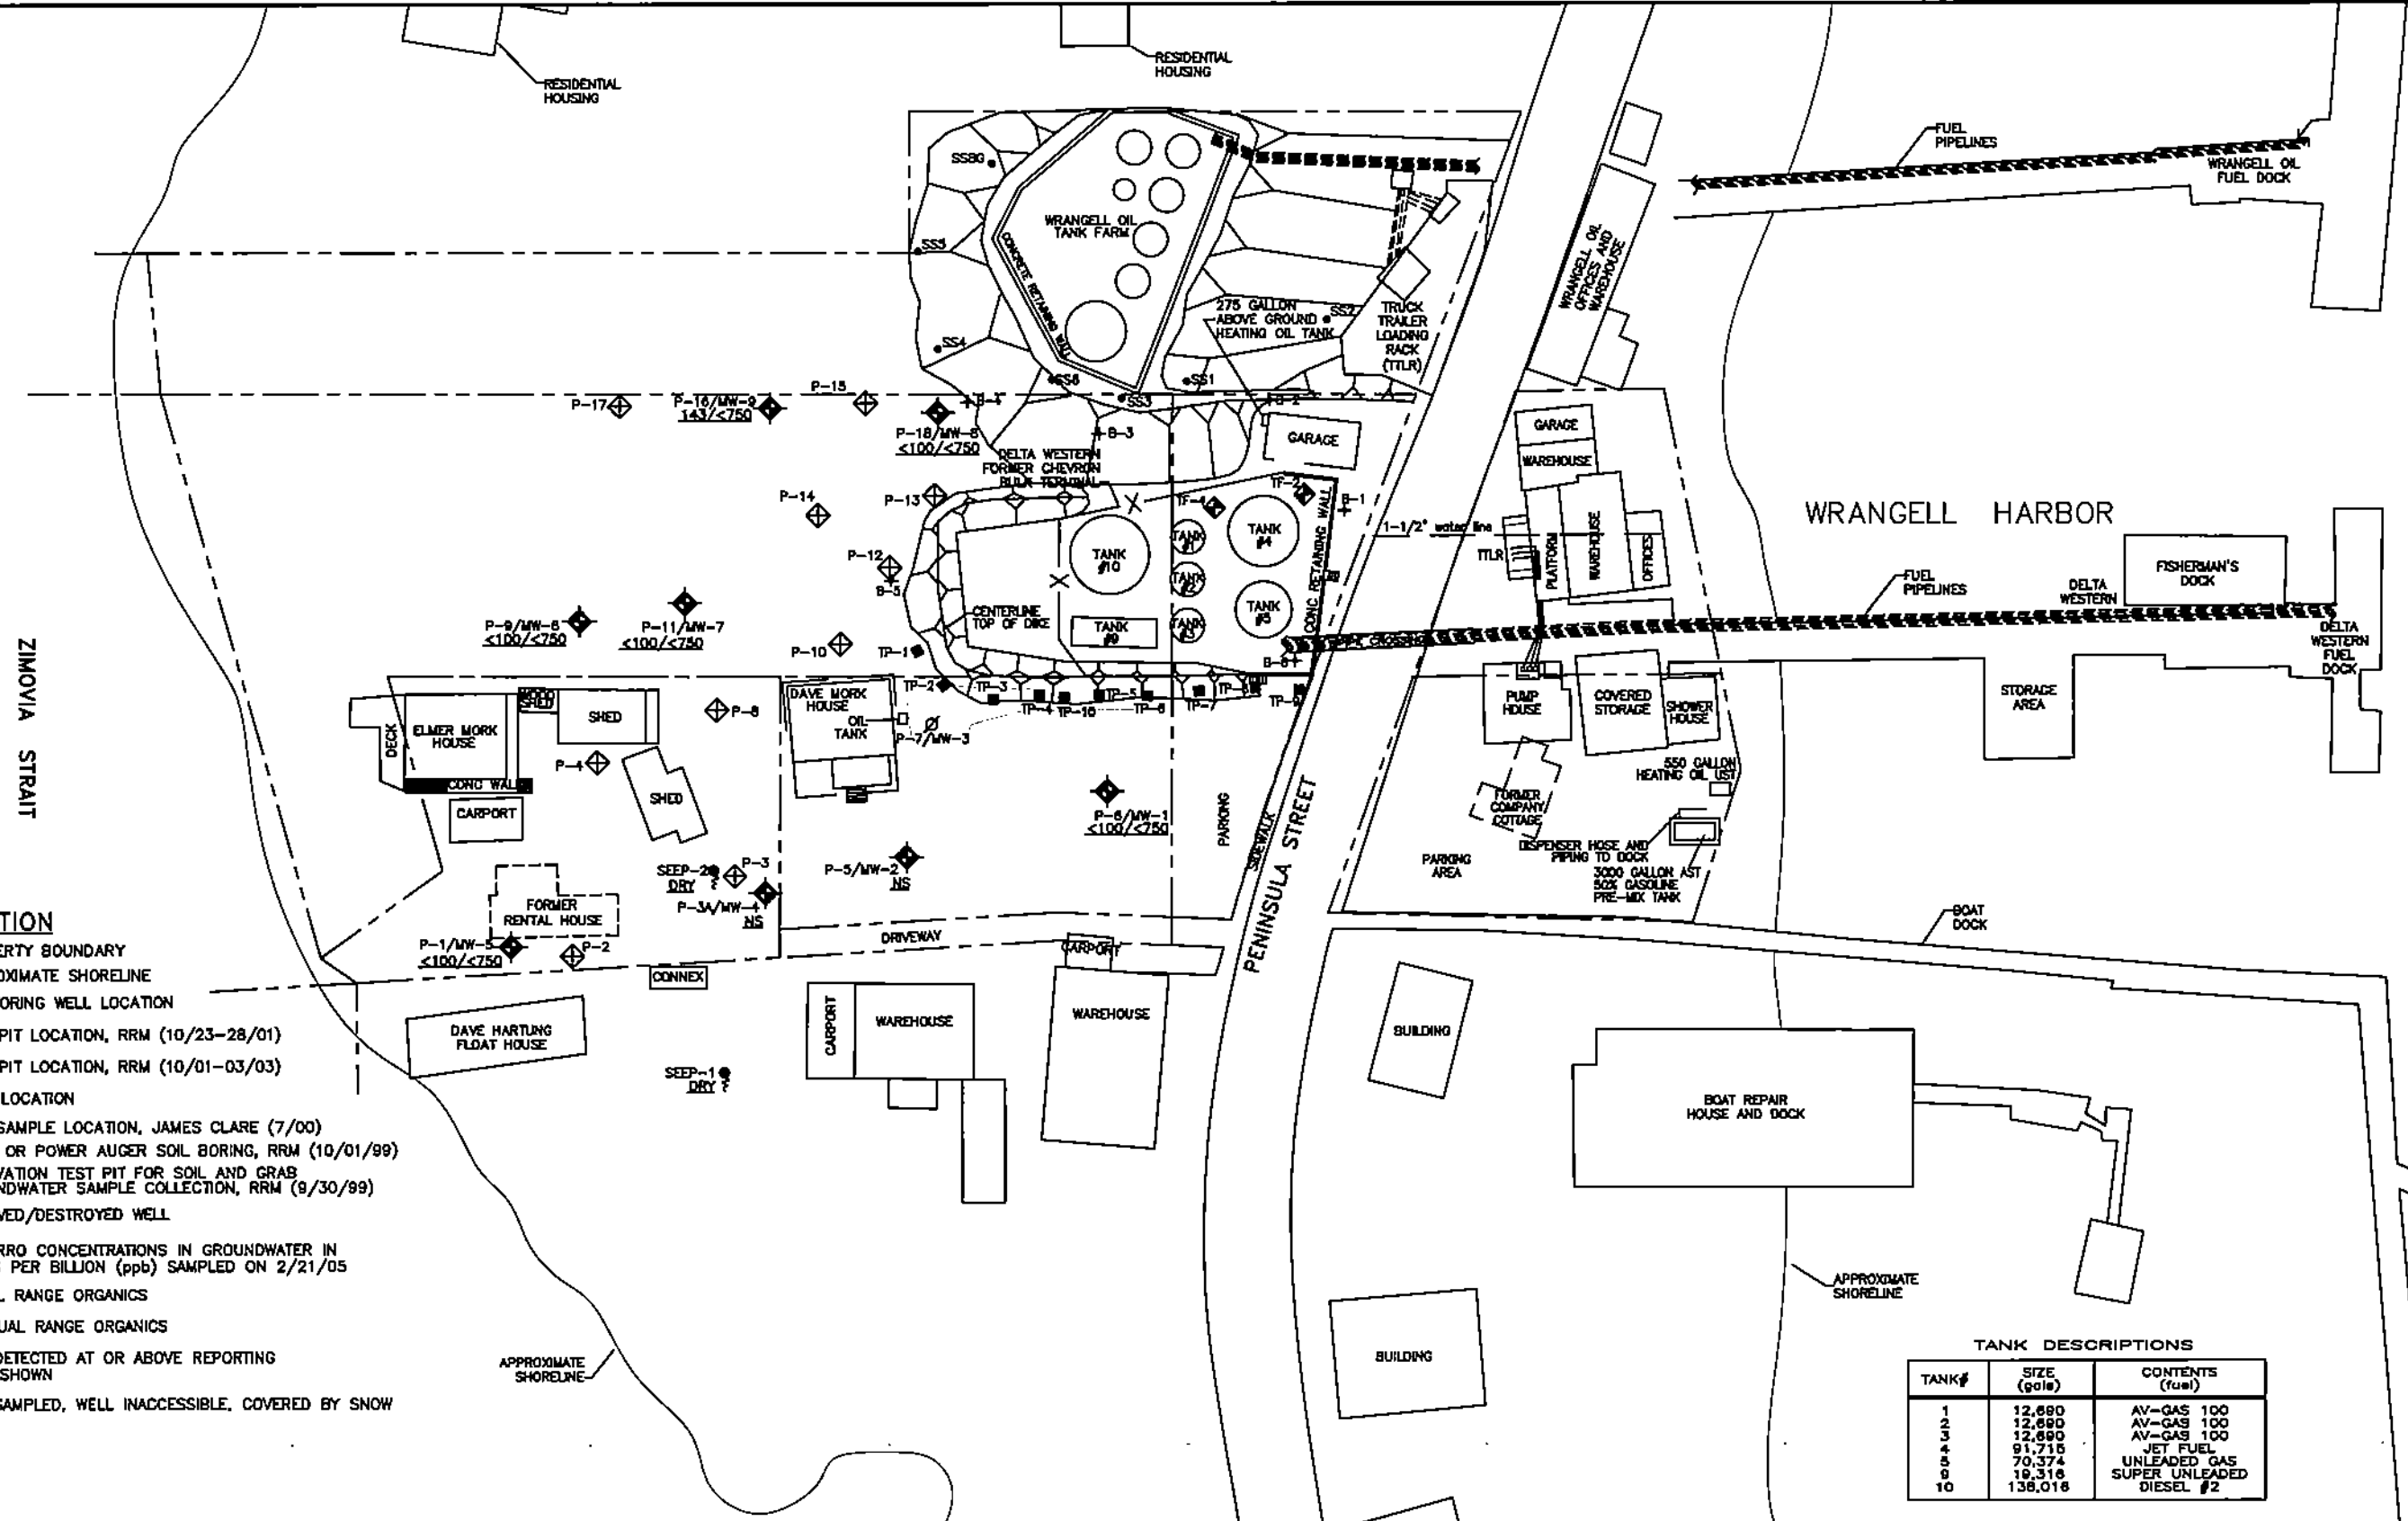 RESIDENTIAL
HOUSING
RESIDENTIAL
HOUSING
SS8G
WRANGELL OIL
TANK FARM
CONCRETE RETAINING WALL
SS5
SS4
SS6
SS3
SS1
275 GALLON
ABOVE GROUND
HEATING OIL TANK
SS2
TRUCK
TRAILER
LOADING
RACK
(TTLR)
WRANGELL OIL
OFFICES AND
WAREHOUSE
FUEL
PIPELINES
WRANGELL OIL
FUEL DOCK
P-17
P-16/MW-9
143/<750
P-15
P-18/MW-8
<100/<750
B-4
B-3
B-2
GARAGE
DELTA WESTERN
FORMER CHEVRON
BULK TERMINAL
P-14
P-13
P-12
B-5
TF-1
TF-2
B-1
TANK
#10
TANK
#1
TANK
#2
TANK
#3
TANK
#4
TANK
#5
TANK
#9
CENTERLINE
TOP OF DIKE
CONC RETAINING WALL
1-1/2" water line
GARAGE
WAREHOUSE
TTLR
PLATFORM
WAREHOUSE
OFFICES
WRANGELL HARBOR
FUEL
PIPELINES
DELTA
WESTERN
FISHERMAN'S
DOCK
DELTA
WESTERN
FUEL
DOCK
P-9/MW-6
<100/<750
P-11/MW-7
<100/<750
P-10
TP-1
TP-2
TP-3
TP-4
TP-10
TP-5
TP-6
TP-7
TP-8
TP-9
B-6
ZIMOVIA STRAIT
DECK
ELMER MORK
HOUSE
WOOD
SHED
SHED
P-8
DAVE MORK
HOUSE
OIL
TANK
P-7/MW-3
PUMP
HOUSE
COVERED
STORAGE
SHOWER
HOUSE
STORAGE
AREA
CONC WALL
CARPORT
P-4
SHED
P-6/MW-1
<100/<750
PARKING
SIDEWALK
PENINSULA STREET
FORMER
COMPANY
COTTAGE
550 GALLON
HEATING OIL UST
DISPENSER HOSE AND
PIPING TO DOCK
3000 GALLON AST
50% GASOLINE
PRE-MIX TANK
PARKING
AREA
SEEP-2
DRY
P-3
P-3A/MW-4
NS
P-5/MW-2
NS
FORMER
RENTAL HOUSE
P-1/MW-5
<100/<750
P-2
CONNEX
DRIVEWAY
CARPORT
BOAT
DOCK
TION
ERTY BOUNDARY
OXIMATE SHORELINE
ORING WELL LOCATION
PIT LOCATION, RRM (10/23-28/01)
PIT LOCATION, RRM (10/01-03/03)
LOCATION
SAMPLE LOCATION, JAMES CLARE (7/00)
OR POWER AUGER SOIL BORING, RRM (10/01/99)
VATION TEST PIT FOR SOIL AND GRAB
NDWATER SAMPLE COLLECTION, RRM (9/30/99)
VED/DESTROYED WELL
RRO CONCENTRATIONS IN GROUNDWATER IN
PER BILLION (ppb) SAMPLED ON 2/21/05
L RANGE ORGANICS
UAL RANGE ORGANICS
DETECTED AT OR ABOVE REPORTING
SHOWN
SAMPLED, WELL INACCESSIBLE, COVERED BY SNOW
DAVE HARTUNG
FLOAT HOUSE
SEEP-1
DRY
CARPORT
WAREHOUSE
WAREHOUSE
BUILDING
BOAT REPAIR
HOUSE AND DOCK
APPROXIMATE
SHORELINE
BUILDING
APPROXIMATE
SHORELINE
TANK DESCRIPTIONS
TANK# SIZE (gals) CONTENTS (fuel)
1 12,690 AV-GAS 100
2 12,690 AV-GAS 100
3 12,690 AV-GAS 100
4 91,715 JET FUEL
5 70,374 UNLEADED GAS
9 19,316 SUPER UNLEADED
10 138,016 DIESEL #2